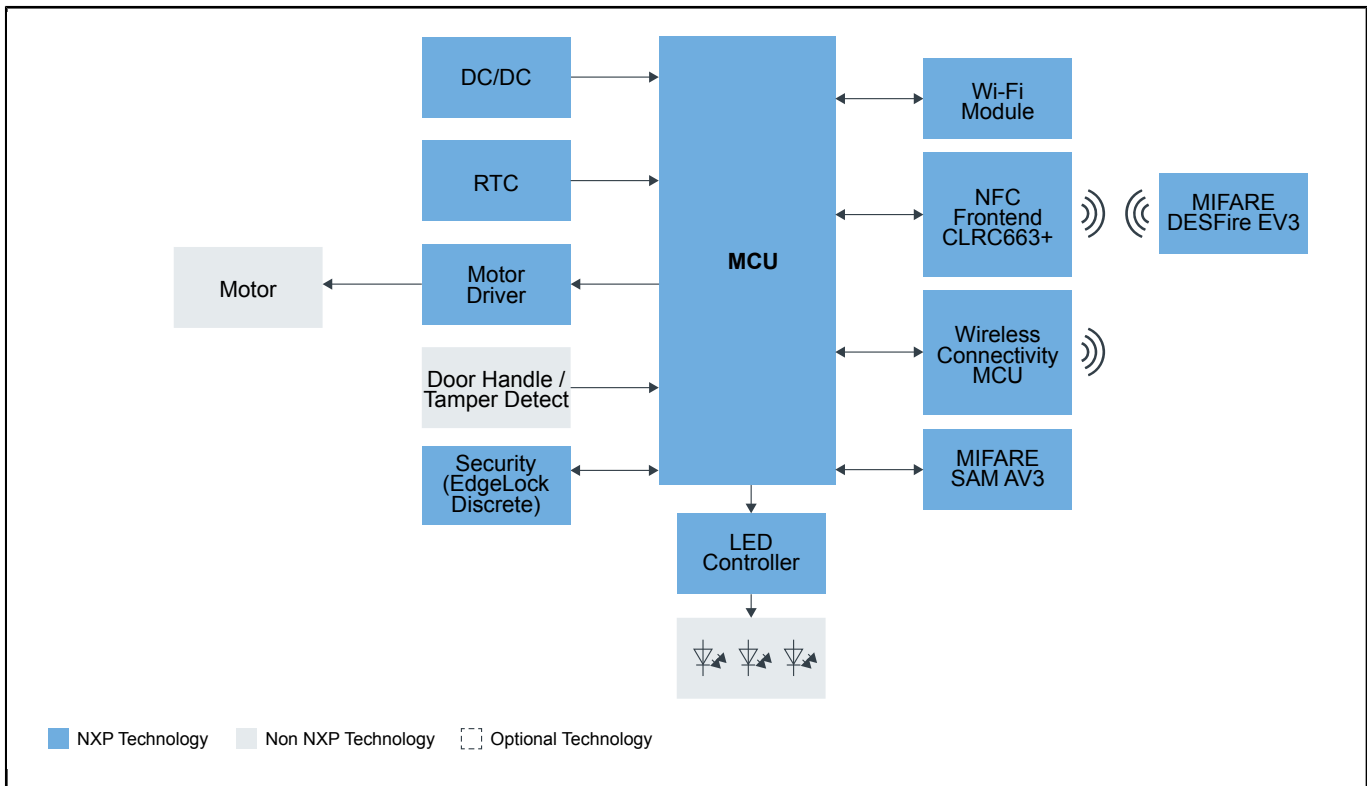 DC/DC
RTC
Motor
Motor
Driver
Door Handle /
Tamper Detect
Security
(EdgeLock
Discrete)
MCU
LED
Controller
Wi-Fi
Module
NFC
Frontend
CLRC663+
MIFARE
DESFire EV3
Wireless
Connectivity
MCU
MIFARE
SAM AV3
NXP Technology
Non NXP Technology
Optional Technology